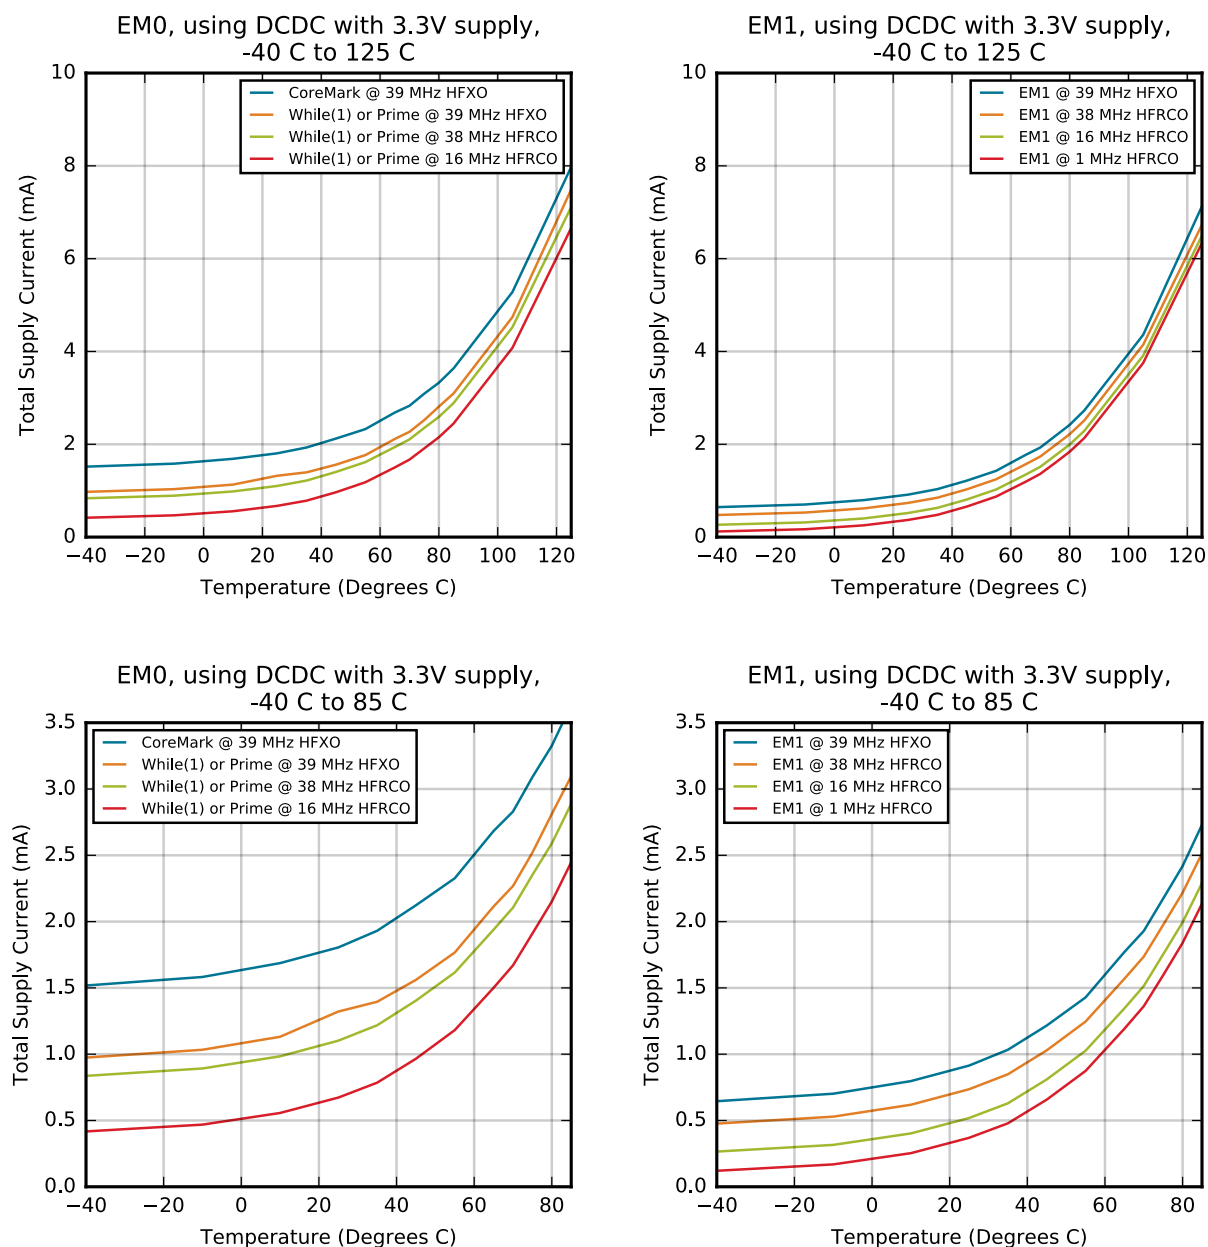 EM0, using DCDC with 3.3V supply,
-40 C to 125 C
10
8
6
4
2
0
Total Supply Current (mA)
CoreMark @ 39 MHz HFXO
While(1) or Prime @ 39 MHz HFXO
While(1) or Prime @ 38 MHz HFRCO
While(1) or Prime @ 16 MHz HFRCO
−40 −20 0 20 40 60 80 100 120
Temperature (Degrees C)
EM1, using DCDC with 3.3V supply,
-40 C to 125 C
10
8
6
4
2
0
Total Supply Current (mA)
EM1 @ 39 MHz HFXO
EM1 @ 38 MHz HFRCO
EM1 @ 16 MHz HFRCO
EM1 @ 1 MHz HFRCO
−40 −20 0 20 40 60 80 100 120
Temperature (Degrees C)
EM0, using DCDC with 3.3V supply,
-40 C to 85 C
3.5
3.0
2.5
2.0
1.5
1.0
0.5
0.0
Total Supply Current (mA)
CoreMark @ 39 MHz HFXO
While(1) or Prime @ 39 MHz HFXO
While(1) or Prime @ 38 MHz HFRCO
While(1) or Prime @ 16 MHz HFRCO
−40 −20 0 20 40 60 80
Temperature (Degrees C)
EM1, using DCDC with 3.3V supply,
-40 C to 85 C
3.5
3.0
2.5
2.0
1.5
1.0
0.5
0.0
Total Supply Current (mA)
EM1 @ 39 MHz HFXO
EM1 @ 38 MHz HFRCO
EM1 @ 16 MHz HFRCO
EM1 @ 1 MHz HFRCO
−40 −20 0 20 40 60 80
Temperature (Degrees C)